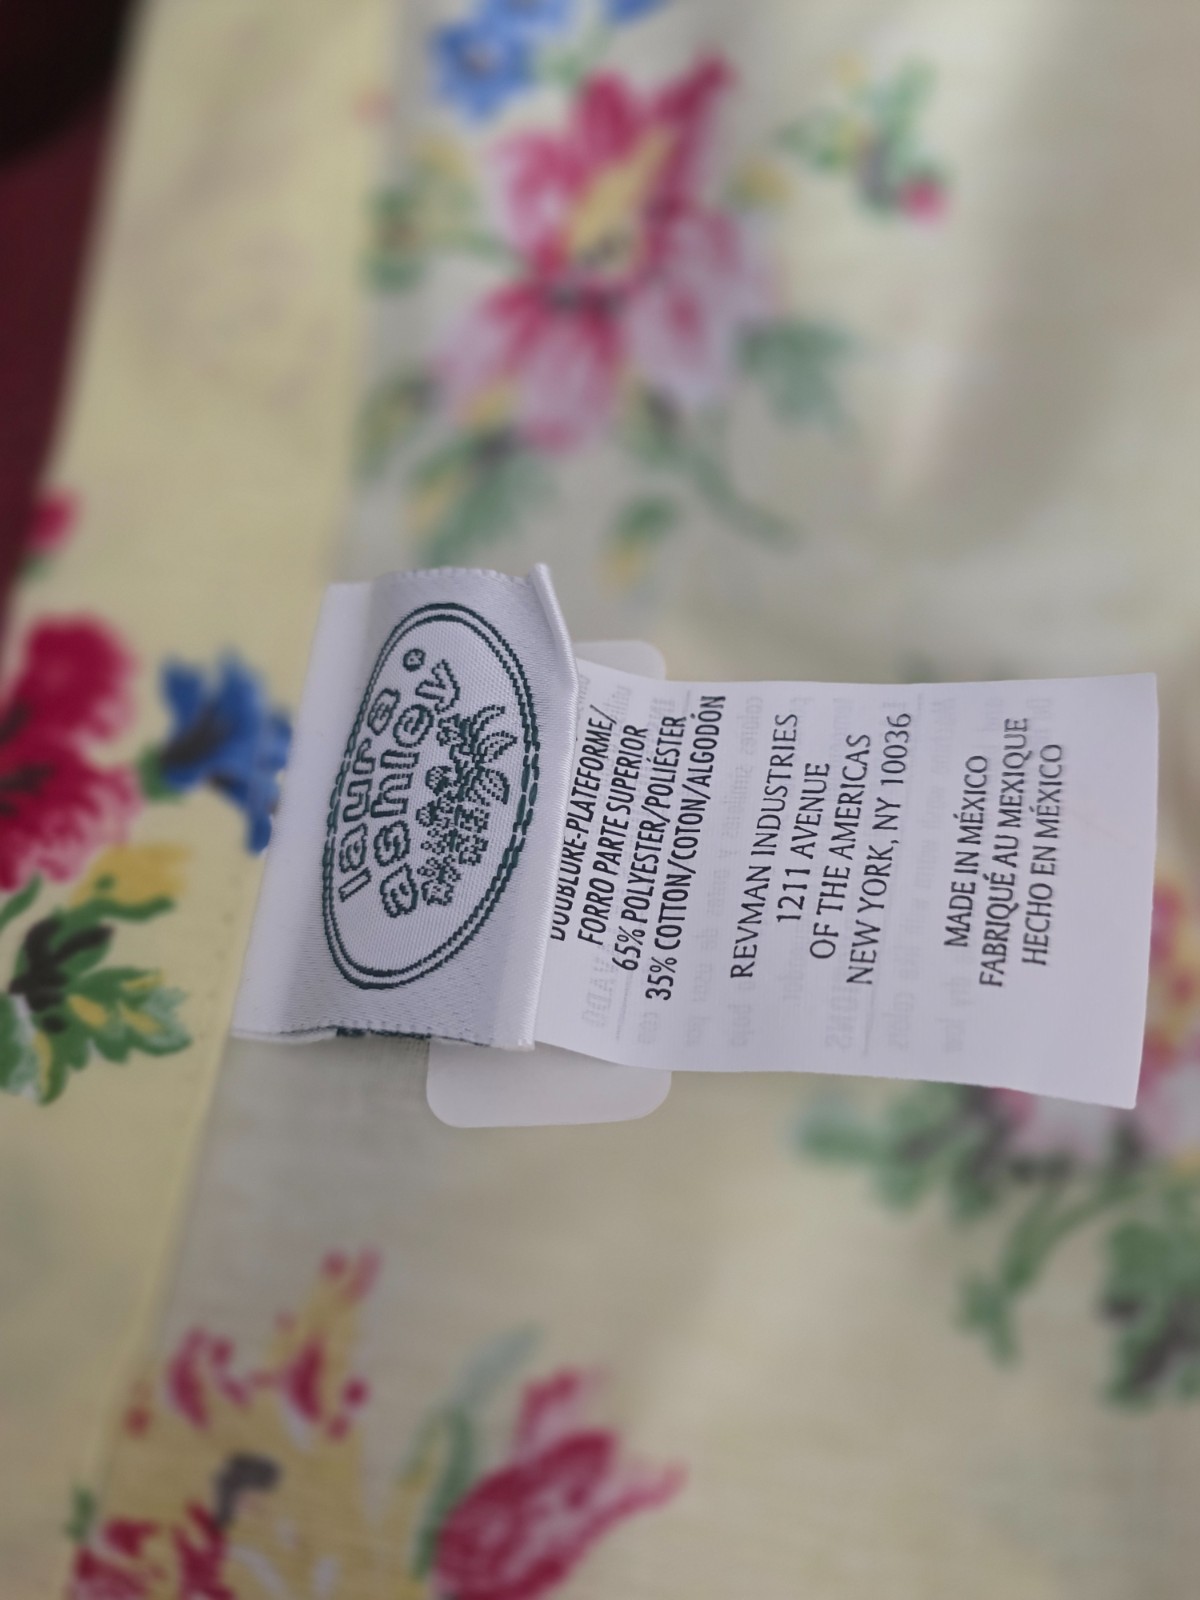 laura
ashley
DOUBLURE-PLATEFORME/
FORRO PARTE SUPERIOR
65% POLYESTER/POLIÉSTER
35% COTTON/COTON/ALGODÓN
REVMAN INDUSTRIES
1211 AVENUE
OF THE AMERICAS
NEW YORK, NY 10036
MADE IN MÉXICO
FABRIQUÉ AU MEXIQUE
HECHO EN MÉXICO